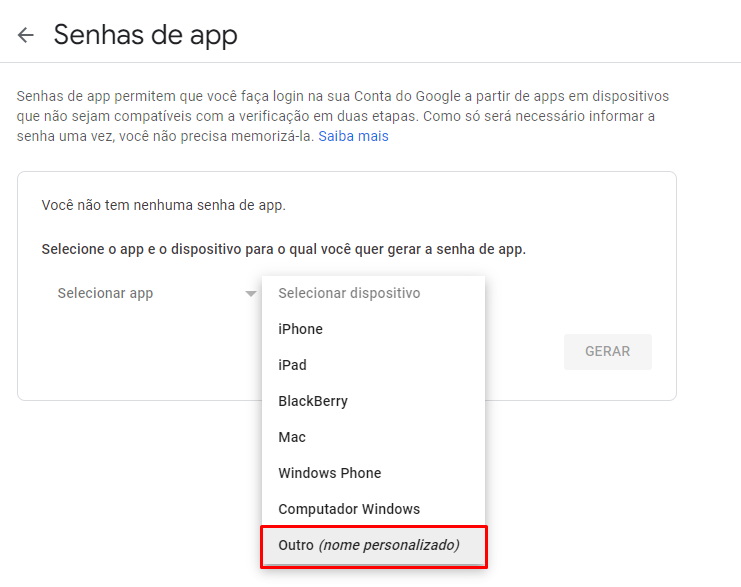 Senhas de app
Senhas de app permitem que você faça login na sua Conta do Google a partir de apps em dispositivos
que não sejam compatíveis com a verificação em duas etapas. Como só será necessário informar a
senha uma vez, você não precisa memorizá-la. Saiba mais
Você não tem nenhuma senha de app.
Selecione o app e o dispositivo para o qual você quer gerar a senha de app.
Selecionar app
Selecionar dispositivo
iPhone
iPad
BlackBerry
Mac
Windows Phone
Computador Windows
Outro (nome personalizado)
GERAR